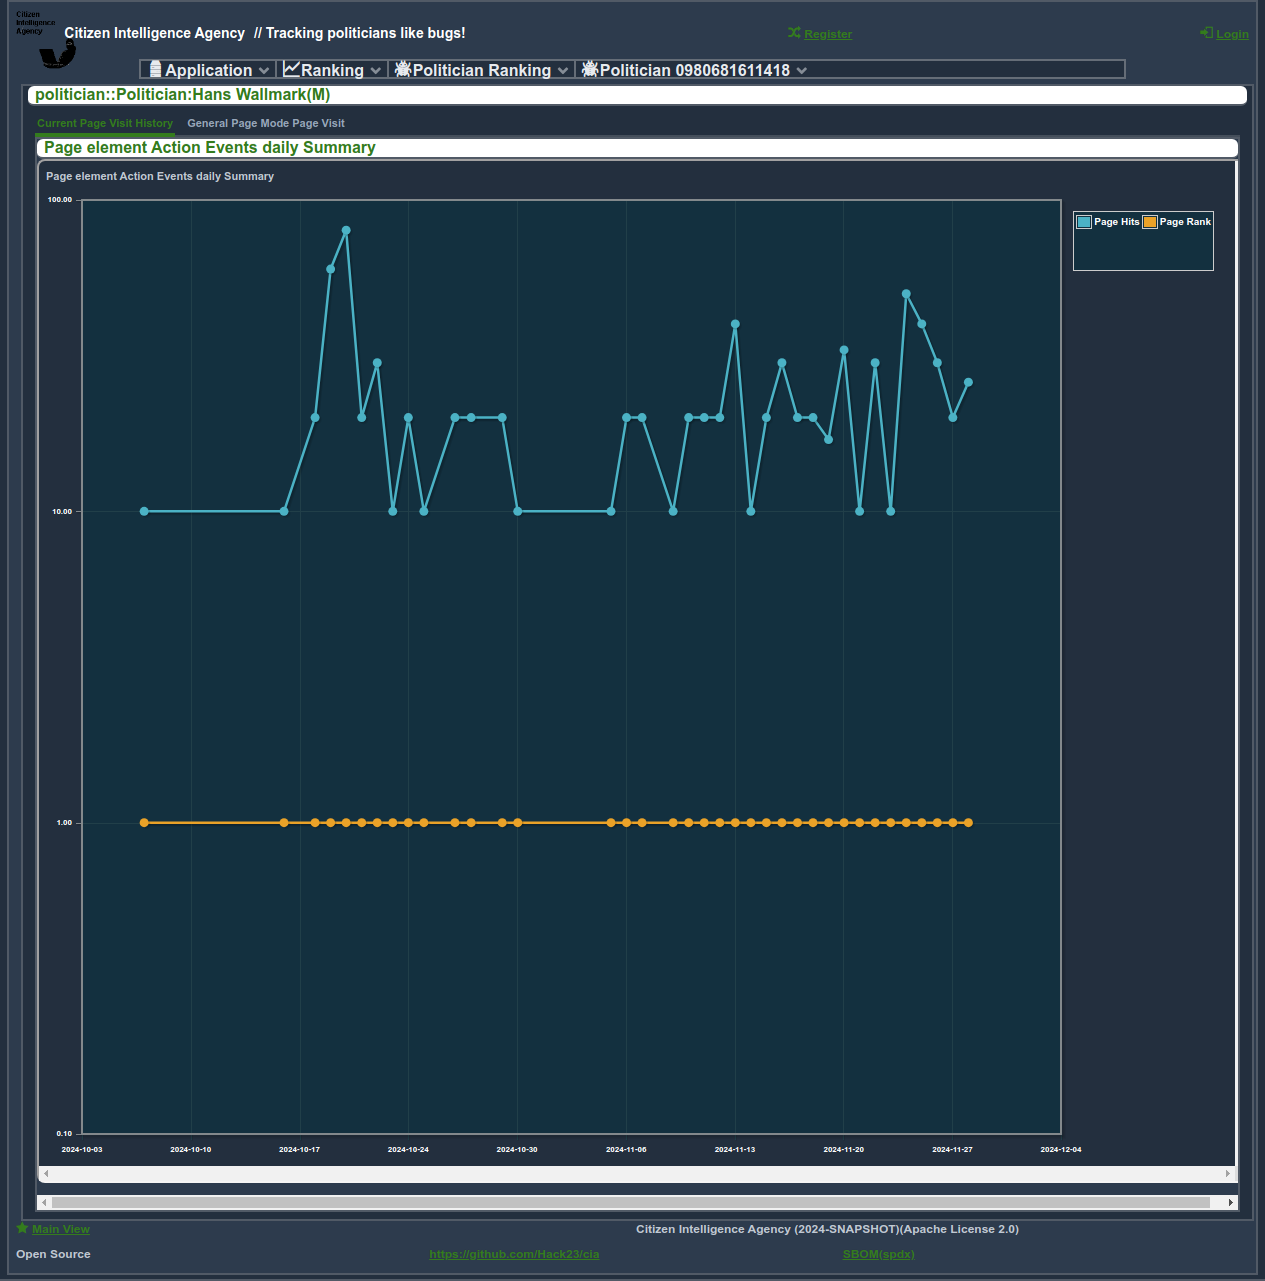 Citizen
Intelligence
Agency
Citizen Intelligence Agency // Tracking politicians like bugs!
Register
Login
Application
Ranking
Politician Ranking
Politician 0980681611418
politician::Politician:Hans Wallmark(M)
Current Page Visit History
General Page Mode Page Visit
Page element Action Events daily Summary
Page element Action Events daily Summary
100.00
10.00
1.00
0.10
Page Hits
Page Rank
2024-10-03
2024-10-10
2024-10-17
2024-10-24
2024-10-30
2024-11-06
2024-11-13
2024-11-20
2024-11-27
2024-12-04
Main View
Citizen Intelligence Agency (2024-SNAPSHOT)(Apache License 2.0)
Open Source
https://github.com/Hack23/cia
SBOM(spdx)